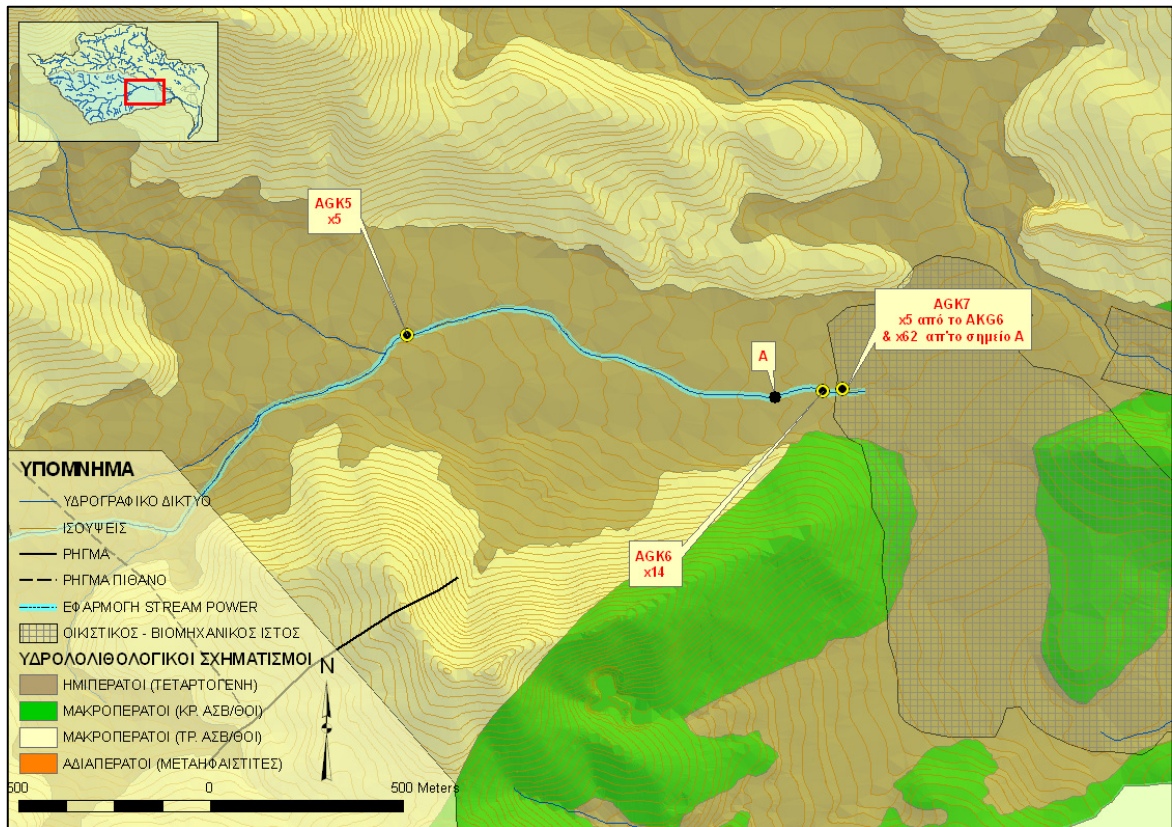 AGK5
x5
AGK7
x5 από το AKG6
& x62 απ'το σημείο A
A
AGK6
x14
ΥΠΟΜΝΗΜΑ
ΥΔΡΟΓΡΑΦΙΚΟ ΔΙΚΤΥΟ
ΙΣΟΥΨΕΙΣ
ΡΗΓΜΑ
ΡΗΓΜΑ ΠΙΘΑΝΟ
ΕΦΑΡΜΟΓΗ STREAM POWER
ΟΙΚΙΣΤΙΚΟΣ - ΒΙΟΜΗΧΑΝΙΚΟΣ ΙΣΤΟΣ
ΥΔΡΟΛΟΛΙΘΟΛΟΓΙΚΟΙ ΣΧΗΜΑΤΙΣΜΟΙ
ΗΜΙΠΕΡΑΤΟΙ (ΤΕΤΑΡΤΟΓΕΝΗ)
ΜΑΚΡΟΠΕΡΑΤΟΙ (ΚΡ. ΑΣΒ/ΘΟΙ)
ΜΑΚΡΟΠΕΡΑΤΟΙ (ΤΡ. ΑΣΒ/ΘΟΙ)
ΑΔΙΑΠΕΡΑΤΟΙ (ΜΕΤΑΗΦΑΙΣΤΙΤΕΣ)
N
500 0 500 Meters